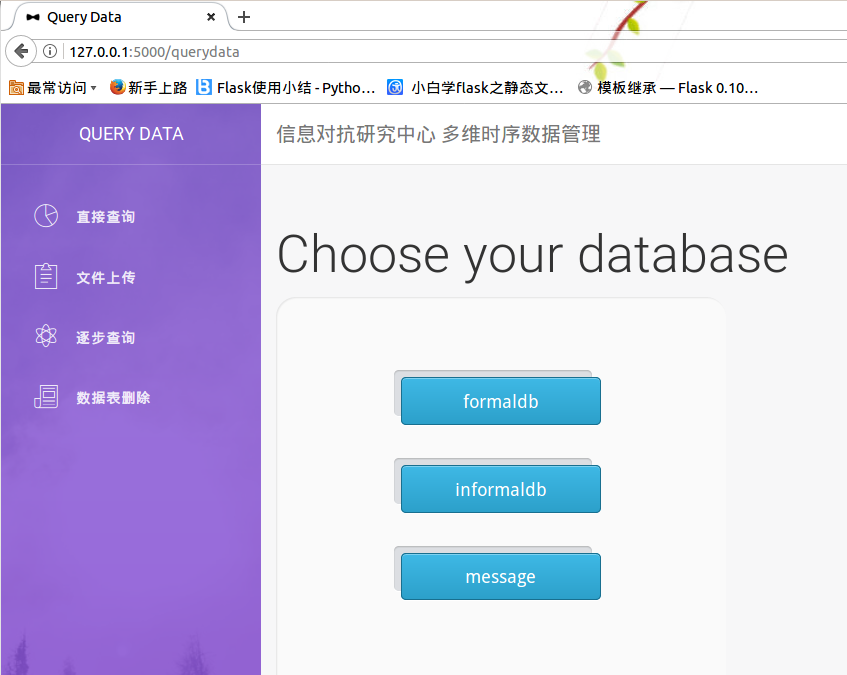 Query Data
127.0.0.1:5000/querydata
最常访问 新手上路 Flask使用小结 - Pytho… 小白学flask之静态文… 模板继承 — Flask 0.10…
QUERY DATA
信息对抗研究中心 多维时序数据管理
直接查询
文件上传
逐步查询
数据表删除
Choose your database
formaldb
informaldb
message